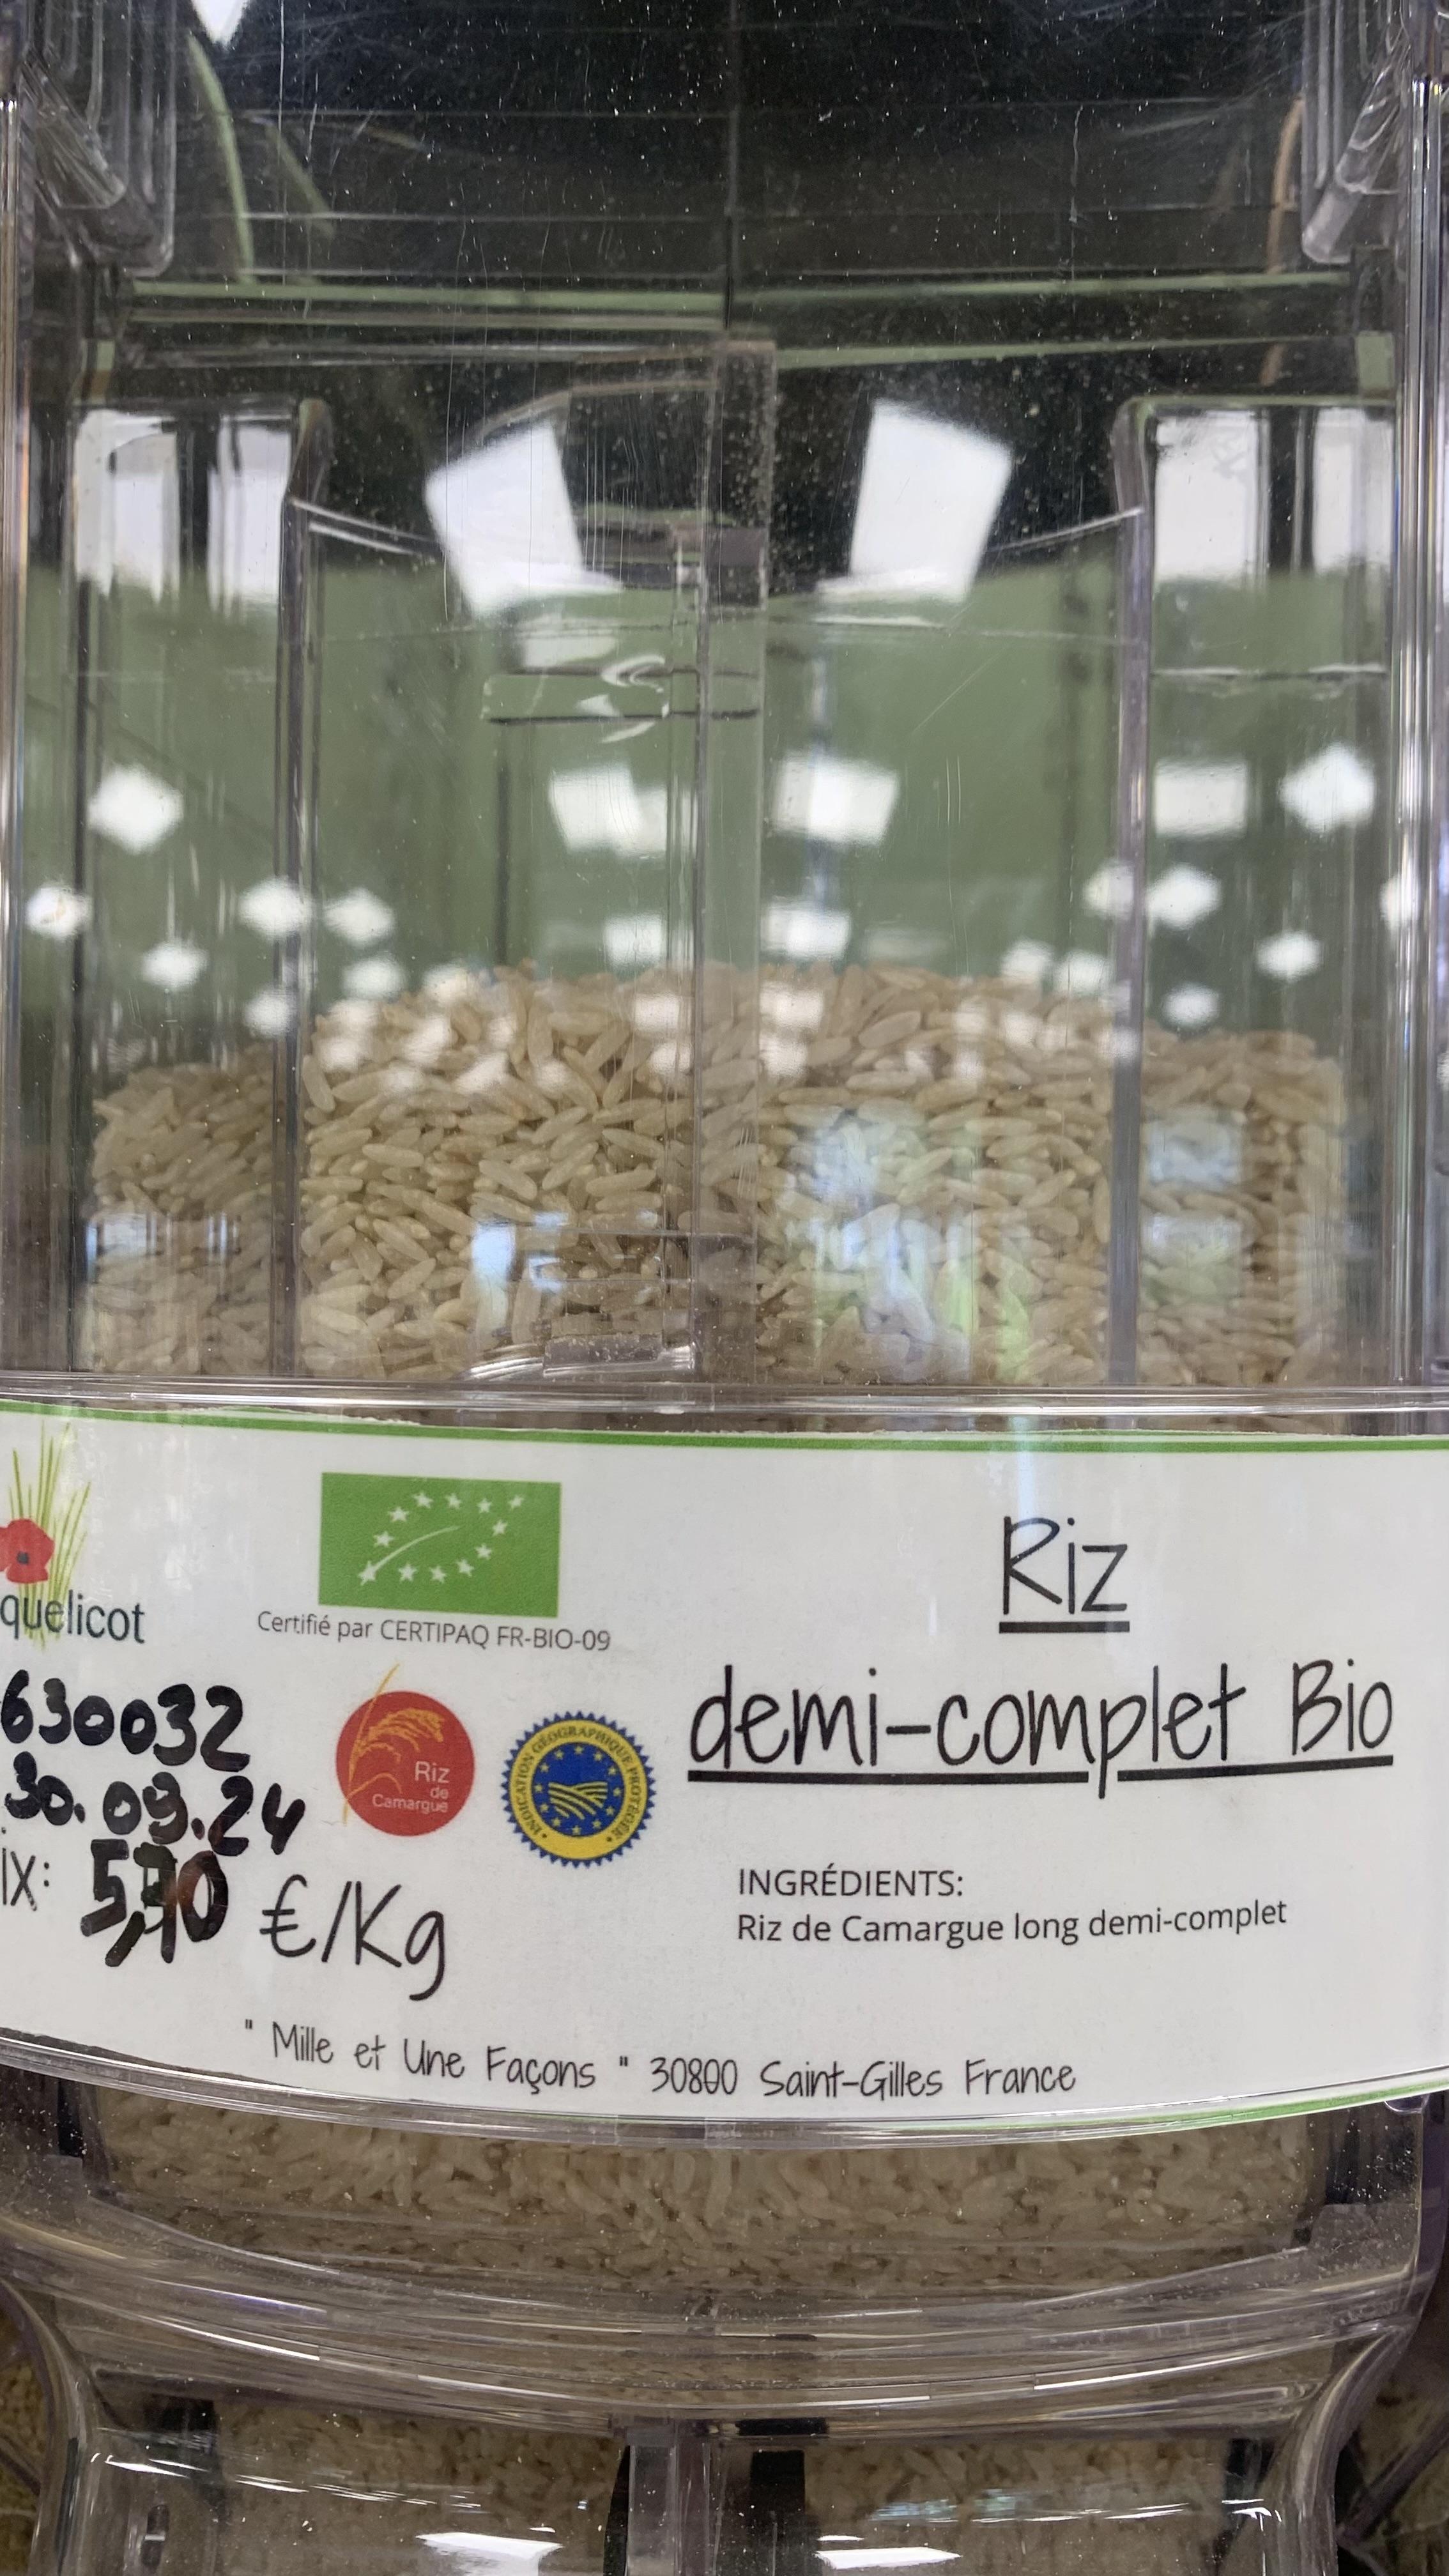 quelicot
Certifié par CERTIPAQ FR-BIO-09
Riz
demi-complet Bio
630032
30.09.24
ix: €/Kg
Riz
de
Camargue
INDICATION GÉOGRAPHIQUE PROTÉGÉE
INGRÉDIENTS:
Riz de Camargue long demi-complet
" Mille et Une Façons " 30800 Saint-Gilles France